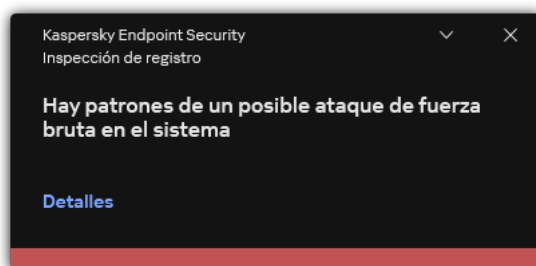 Kaspersky Endpoint Security
Inspección de registro
Hay patrones de un posible ataque de fuerza
bruta en el sistema
Detalles